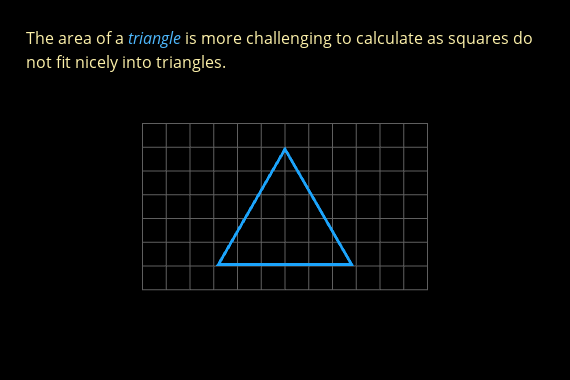 The area of a triangle is more challenging to calculate as squares do
not fit nicely into triangles.